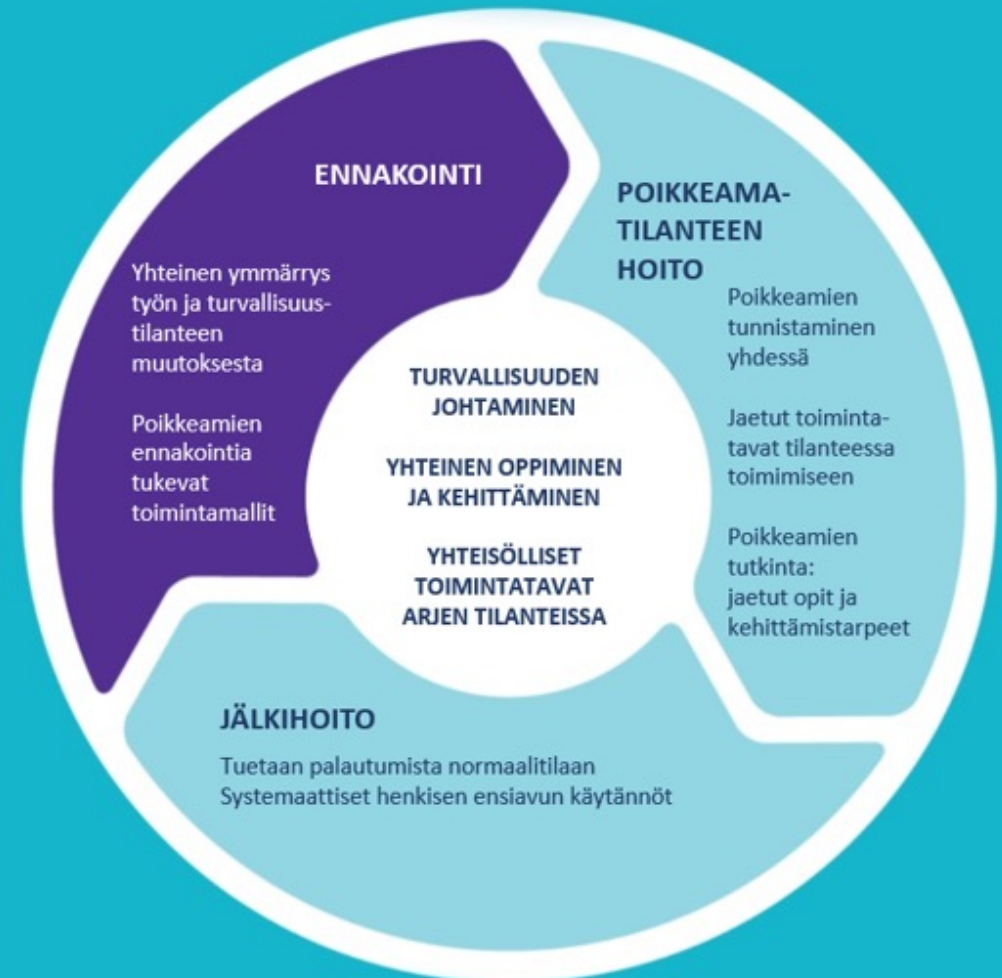 ENNAKOINTI
Yhteinen ymmärrys
työn ja turvallisuus-
tilanteen
muutoksesta
Poikkeamien
ennakointia
tukevat
toimintamallit
POIKKEAMA-
TILANTEEN
HOITO
Poikkeamien
tunnistaminen
yhdessä
Jaetut toiminta-
tavat tilanteessa
toimimiseen
Poikkeamien
tutkinta:
jaetut opit ja
kehittämistarpeet
TURVALLISUUDEN
JOHTAMINEN
YHTEINEN OPPIMINEN
JA KEHITTÄMINEN
YHTEISÖLLISET
TOIMINTATAVAT
ARJEN TILANTEISSA
JÄLKIHOITO
Tuetaan palautumista normaalitilaan
Systemaattiset henkisen ensiavun käytännöt